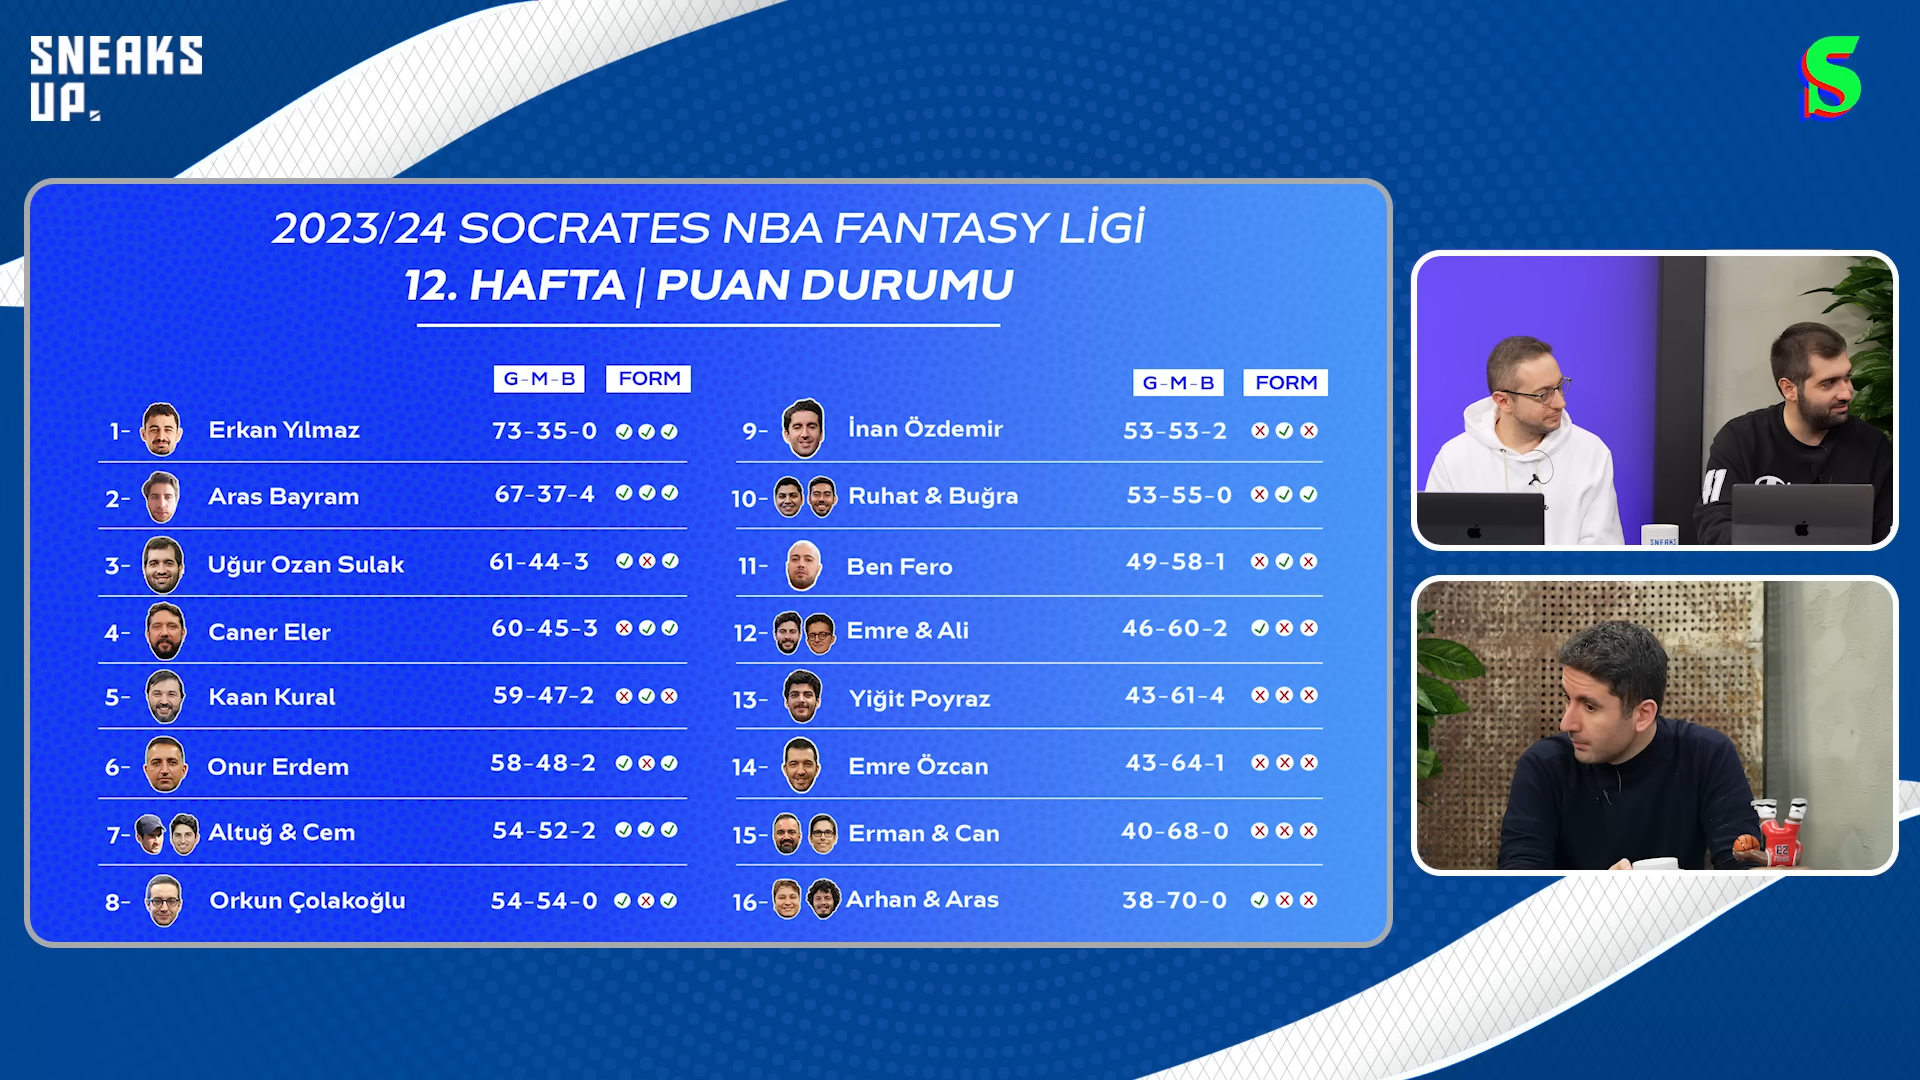 SNEAKS
UP.
S
2023/24 SOCRATES NBA FANTASY LİGİ
12. HAFTA | PUAN DURUMU
G-M-B FORM
1- Erkan Yılmaz 73-35-0
2- Aras Bayram 67-37-4
3- Uğur Ozan Sulak 61-44-3
4- Caner Eler 60-45-3
5- Kaan Kural 59-47-2
6- Onur Erdem 58-48-2
7- Altuğ & Cem 54-52-2
8- Orkun Çolakoğlu 54-54-0
G-M-B FORM
9- İnan Özdemir 53-53-2
10- Ruhat & Buğra 53-55-0
11- Ben Fero 49-58-1
12- Emre & Ali 46-60-2
13- Yiğit Poyraz 43-61-4
14- Emre Özcan 43-64-1
15- Erman & Can 40-68-0
16- Arhan & Aras 38-70-0
SNEAKS
23